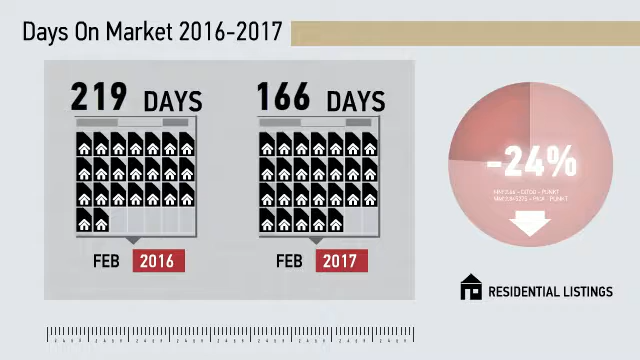 Days On Market 2016-2017
219 DAYS
166 DAYS
FEB 2016
FEB 2017
-24%
RESIDENTIAL LISTINGS